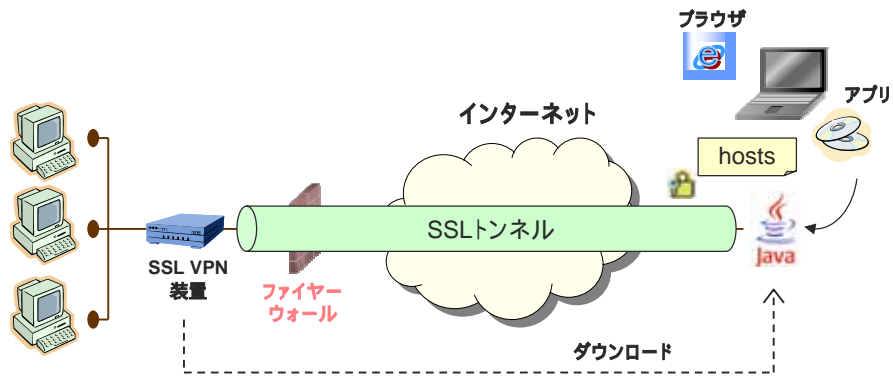 ブラウザ
アプリ
インターネット
hosts
SSLトンネル
Java
SSL VPN
装置
ファイヤー
ウォール
ダウンロード